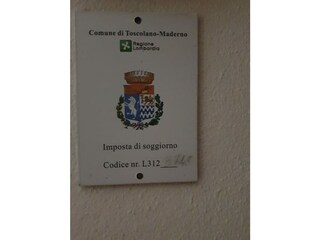 Comune di Toscolano-Maderno
Regione
Lombardia
Imposta di soggiorno
Codice nr. L312